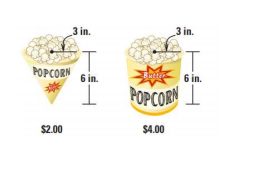 3 in.
3 in.
POPCORN
6 in.
Butter
6 in.
POPCORN
$2.00
$4.00